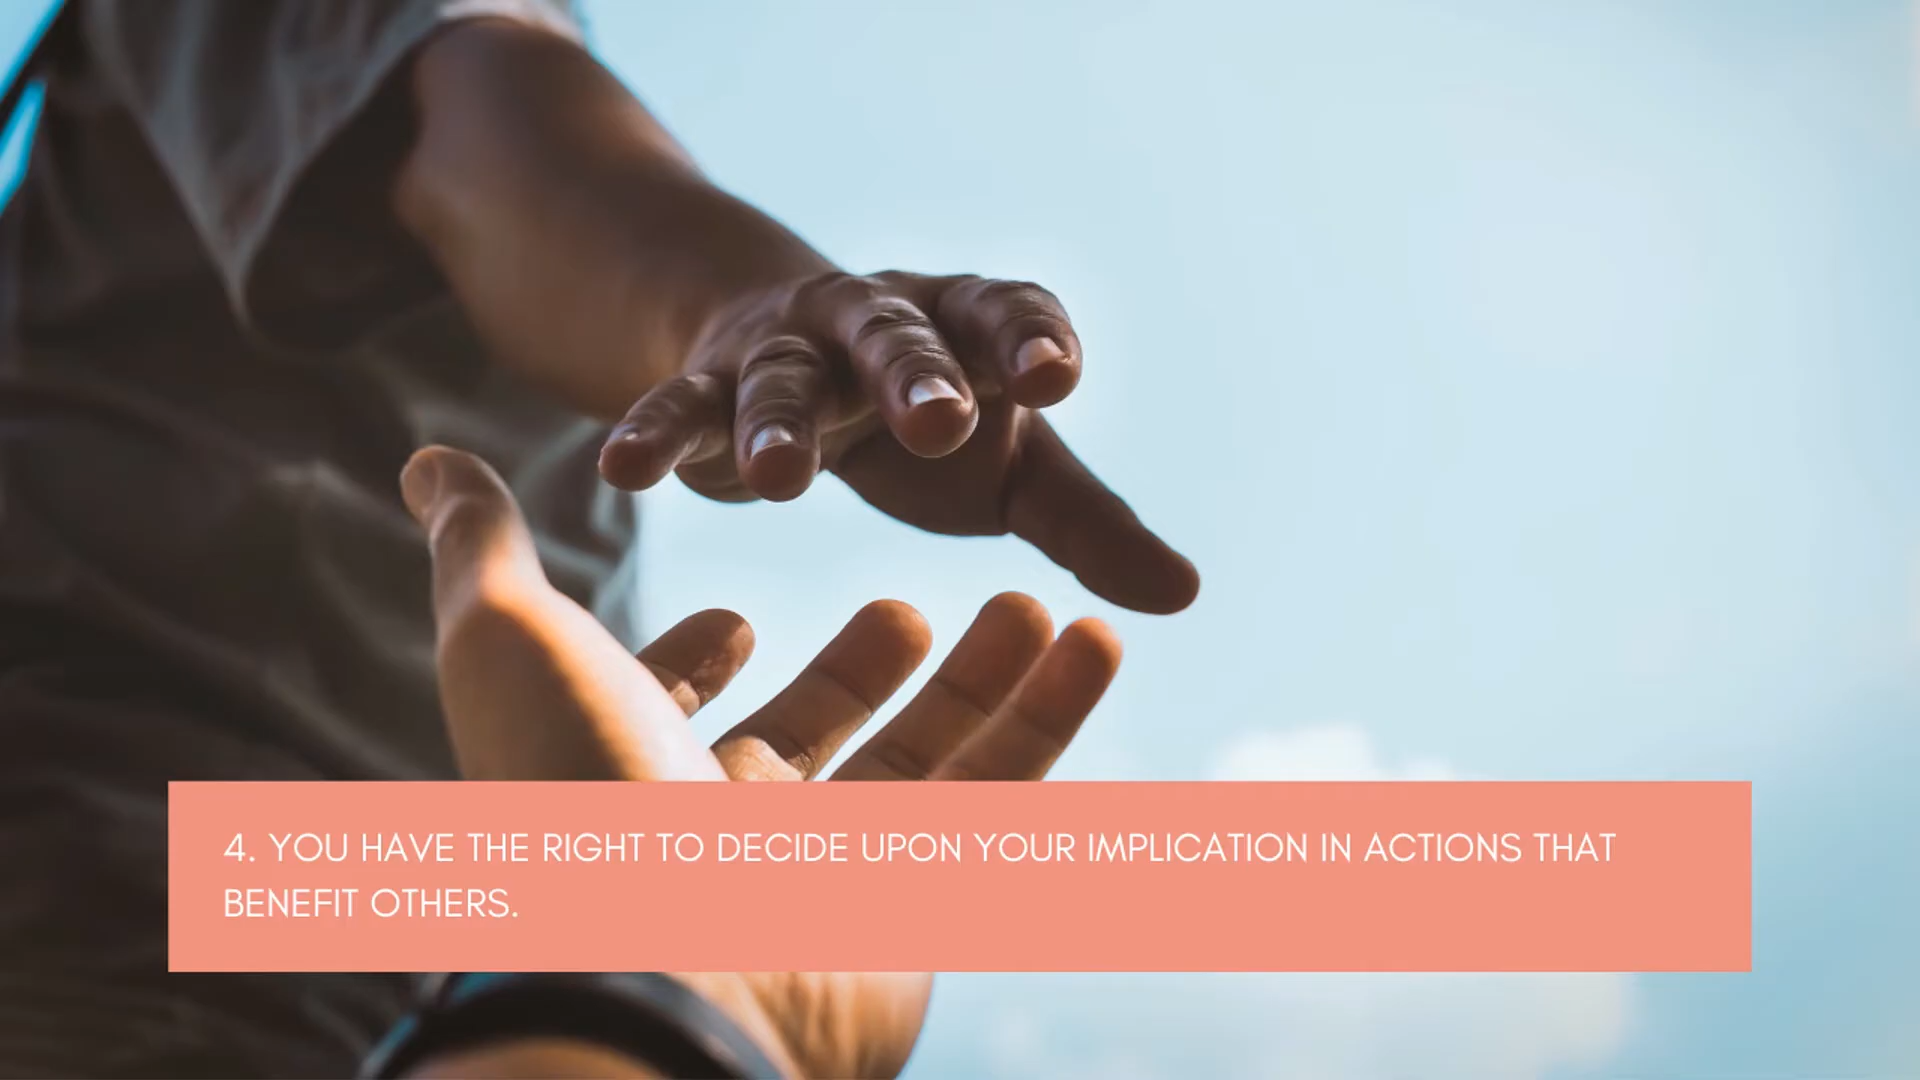 4. YOU HAVE THE RIGHT TO DECIDE UPON YOUR IMPLICATION IN ACTIONS THAT
BENEFIT OTHERS.